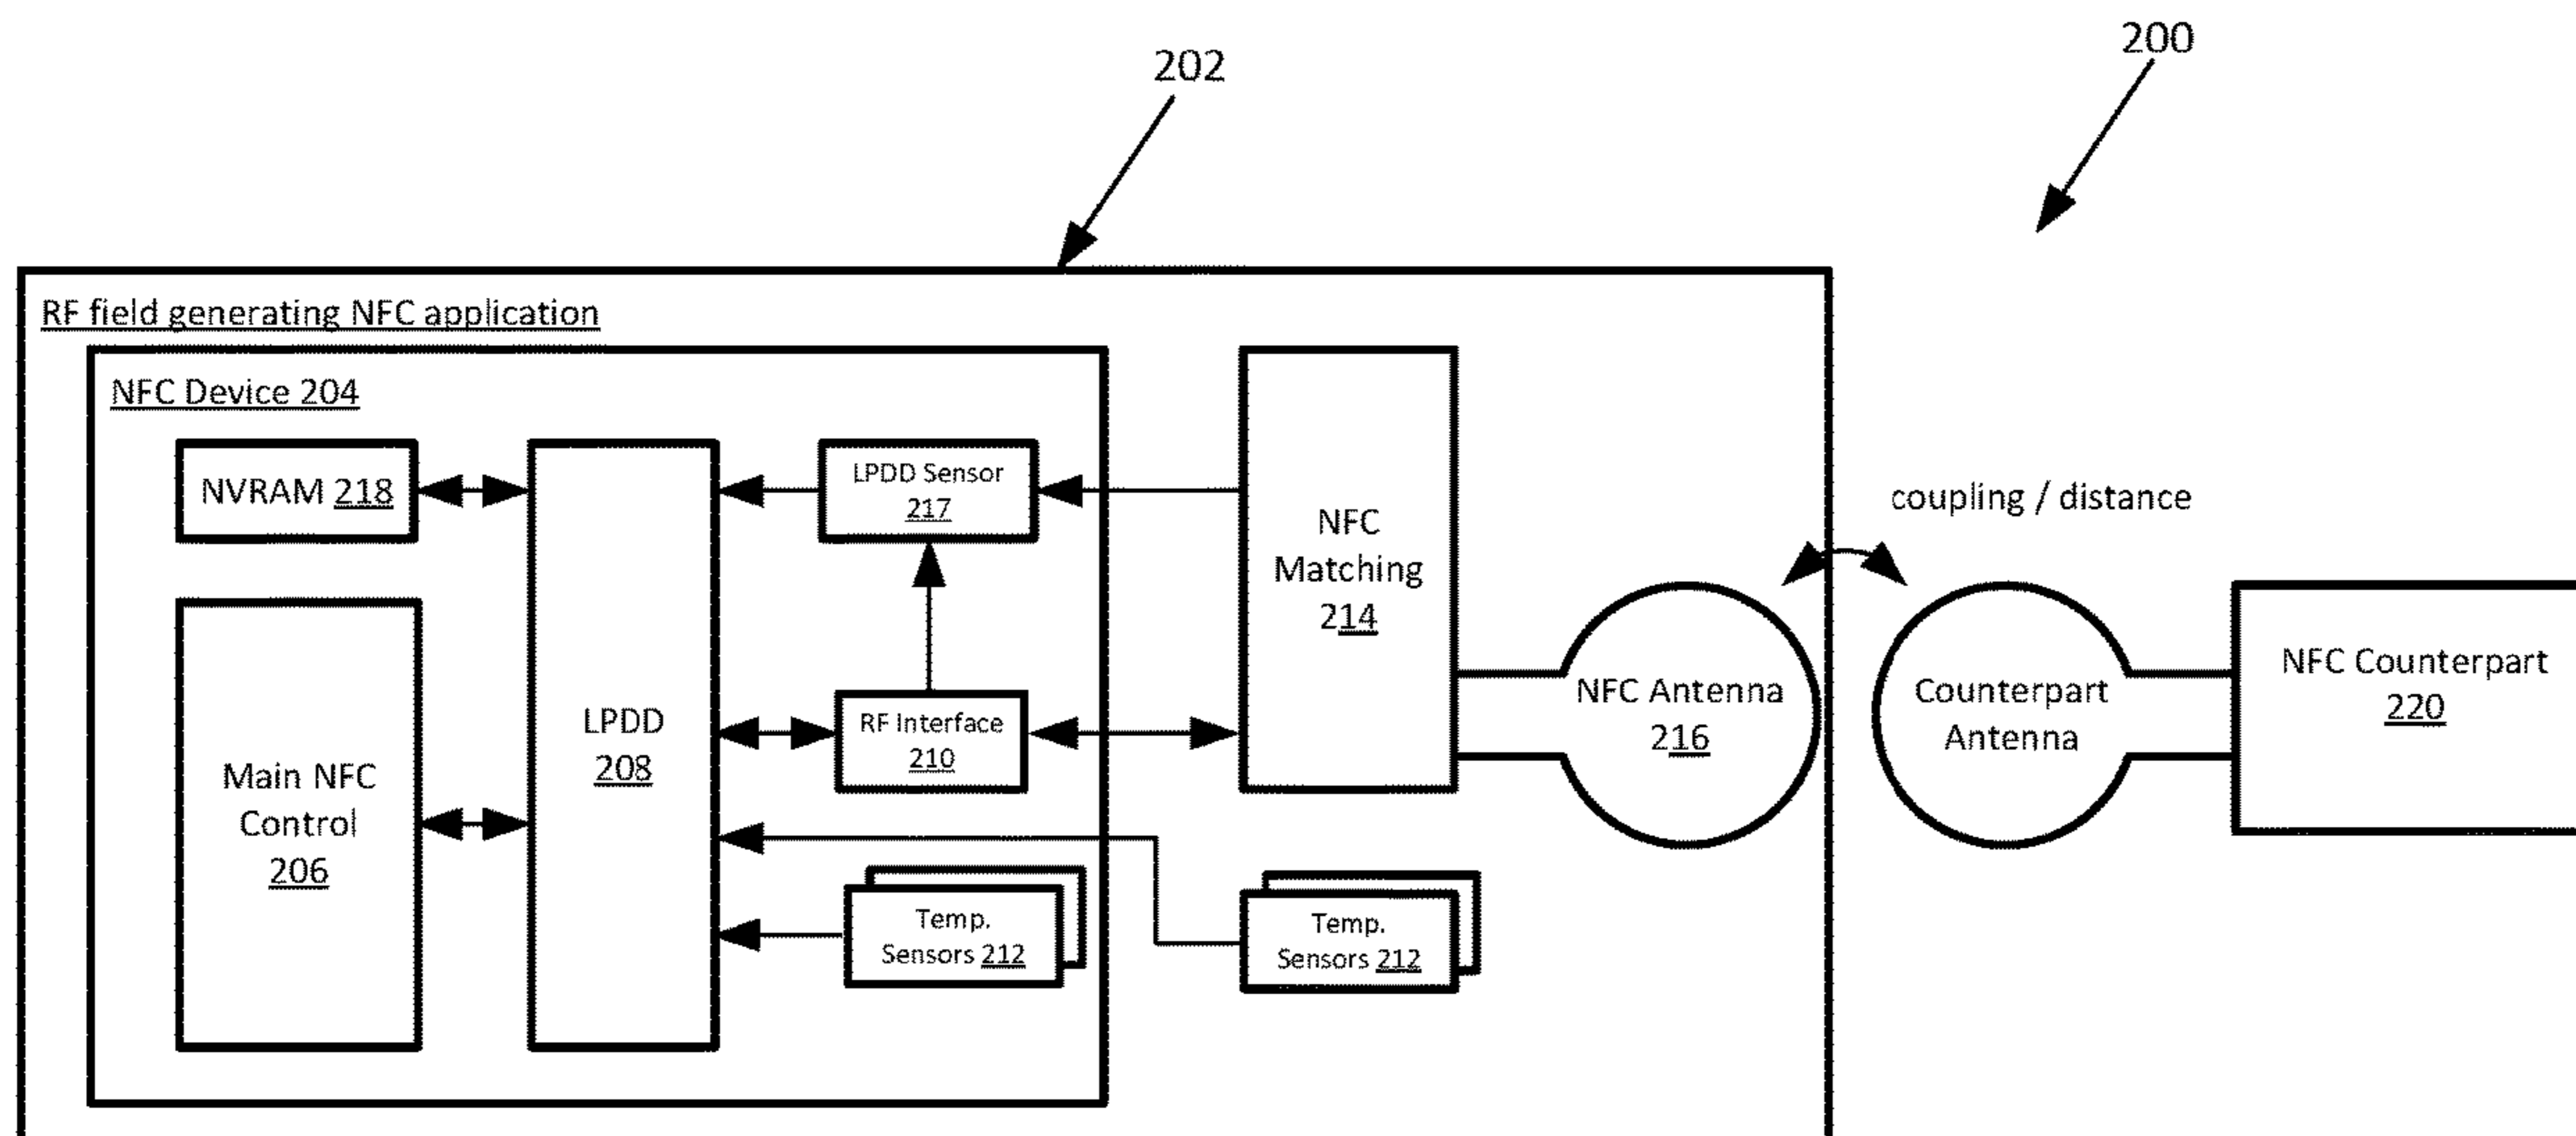 202
200
RF field generating NFC application
NFC Device 204
NVRAM 218
LPDD Sensor
217
coupling / distance
NFC
Matching
214
Main NFC
Control
206
LPDD
208
RF Interface
210
NFC Antenna
216
Counterpart
Antenna
NFC Counterpart
220
Temp.
Sensors 212
Temp.
Sensors 212